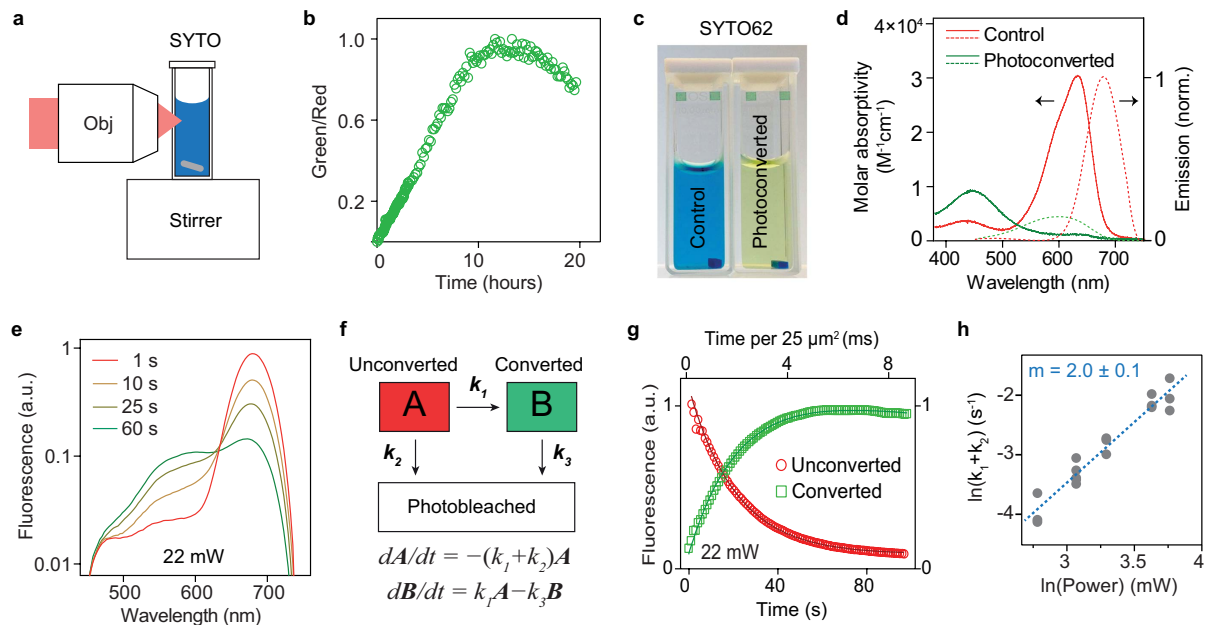 a
SYTO
Obj
Stirrer
b
Green/Red
1.0
0.6
0.2
0
10
20
Time (hours)
c
SYTO62
Control
Photoconverted
d
Control
Photoconverted
Molar absorptivity
(M⁻¹cm⁻¹)
4×10⁴
3
2
1
0
400
500
600
700
Wavelength (nm)
1
0
Emission (norm.)
e
Fluorescence (a.u.)
1
0.1
0.01
1 s
10 s
25 s
60 s
22 mW
500
600
700
Wavelength (nm)
f
Unconverted
Converted
A
k₁
B
k₂
k₃
Photobleached
dA/dt = −(k₁+k₂)A
dB/dt = k₁A−k₃B
g
Time per 25 µm² (ms)
0
4
8
Fluorescence (a.u.)
1
0
1
0
Unconverted
Converted
22 mW
0
40
80
Time (s)
h
m = 2.0 ± 0.1
ln(k₁+k₂) (s⁻¹)
-2
-3
-4
3
3.5
4
ln(Power) (mW)